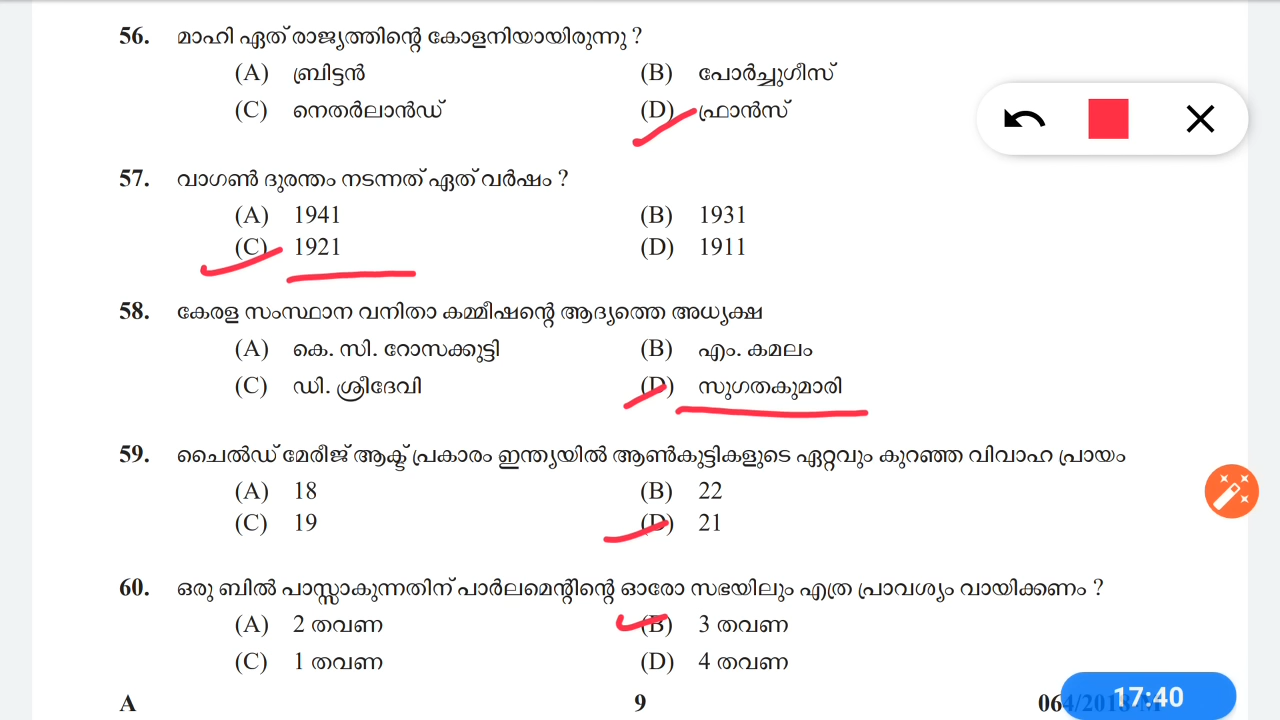 56. മാഹി ഏത് രാജ്യത്തിന്റെ കോളനിയായിരുന്നു ?
(A) ബ്രിട്ടൻ (B) പോർച്ചുഗീസ്
(C) നെതർലാൻഡ് (D) ഫ്രാൻസ്
57. വാഗൺ ദുരന്തം നടന്നത് ഏത് വർഷം ?
(A) 1941 (B) 1931
(C) 1921 (D) 1911
58. കേരള സംസ്ഥാന വനിതാ കമ്മീഷന്റെ ആദ്യത്തെ അധ്യക്ഷ
(A) കെ. സി. റോസക്കുട്ടി (B) എം. കമലം
(C) ഡി. ശ്രീദേവി (D) സുഗതകുമാരി
59. ചൈൽഡ് മേരീജ് ആക്ട് പ്രകാരം ഇന്ത്യയിൽ ആൺകുട്ടികളുടെ ഏറ്റവും കുറഞ്ഞ വിവാഹ പ്രായം
(A) 18 (B) 22
(C) 19 (D) 21
60. ഒരു ബിൽ പാസ്സാകുന്നതിന് പാർലമെന്റിന്റെ ഓരോ സഭയിലും എത്ര പ്രാവശ്യം വായിക്കണം ?
(A) 2 തവണ (B) 3 തവണ
(C) 1 തവണ (D) 4 തവണ
A 9 064/2018-M
17:40